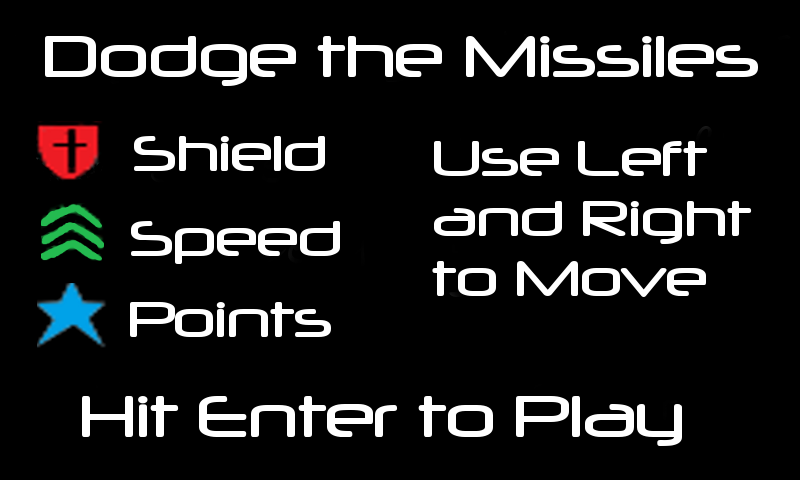 Dodge the Missiles
Shield
Speed
Points
Use Left
and Right
to Move
Hit Enter to Play